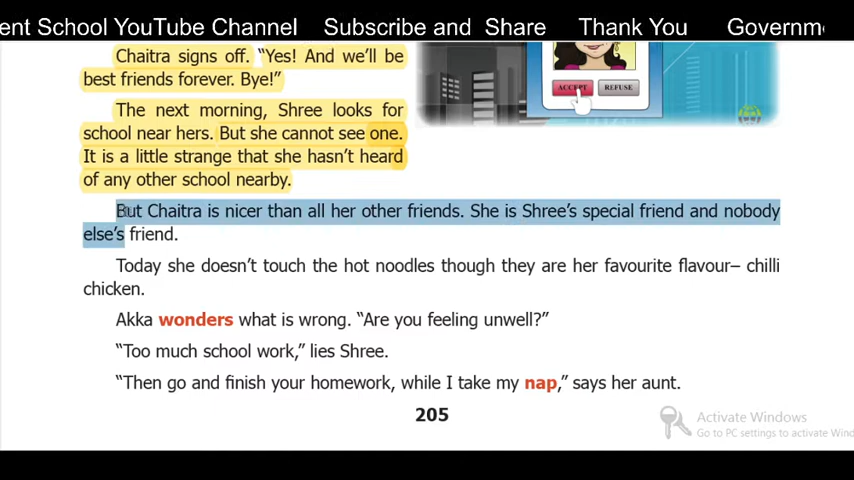 ent School YouTube Channel Subscribe and Share Thank You Governm
Chaitra signs off. “Yes! And we’ll be
best friends forever. Bye!”
The next morning, Shree looks for
school near hers. But she cannot see one.
It is a little strange that she hasn’t heard
of any other school nearby.
ACCEPT REFUSE
But Chaitra is nicer than all her other friends. She is Shree’s special friend and nobody
else’s friend.
Today she doesn’t touch the hot noodles though they are her favourite flavour– chilli
chicken.
Akka wonders what is wrong. “Are you feeling unwell?”
“Too much school work,” lies Shree.
“Then go and finish your homework, while I take my nap,” says her aunt.
205
Activate Windows
Go to PC settings to activate Wind